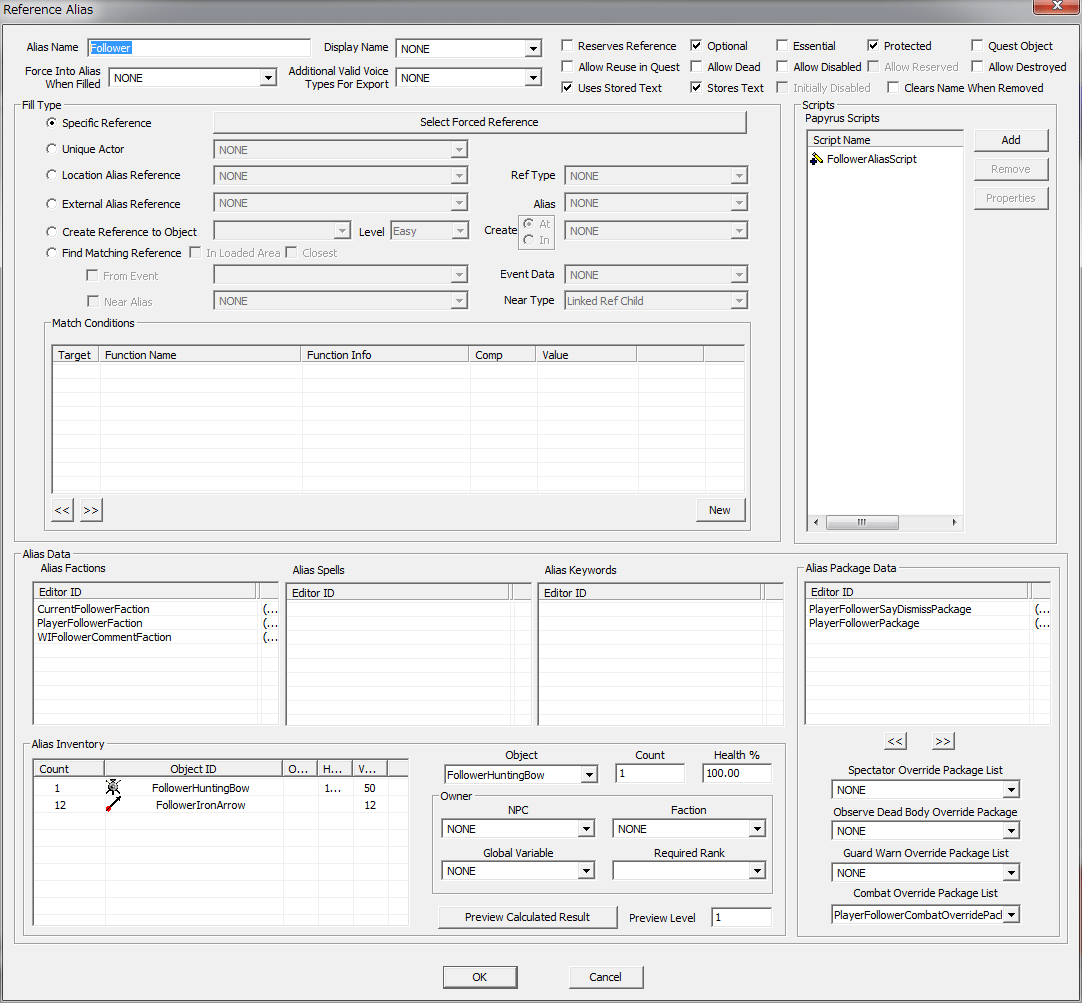 Reference Alias
Alias Name Follower Display Name NONE Reserves Reference Optional Essential Protected Quest Object
Force Into Alias When Filled NONE Additional Valid Voice Types For Export NONE Allow Reuse in Quest Allow Dead Allow Disabled Allow Reserved Allow Destroyed
Uses Stored Text Stores Text Initially Disabled Clears Name When Removed
Fill Type
Specific Reference Select Forced Reference
Unique Actor NONE
Location Alias Reference NONE Ref Type NONE
External Alias Reference NONE Alias NONE
Create Reference to Object Level Easy Create At In NONE
Find Matching Reference In Loaded Area Closest
From Event Event Data NONE
Near Alias NONE Near Type Linked Ref Child
Match Conditions
Target Function Name Function Info Comp Value
<< >> New
Scripts
Papyrus Scripts
Script Name Add
FollowerAliasScript
Remove
Properties
Alias Data
Alias Factions Alias Spells Alias Keywords
Editor ID Editor ID Editor ID
CurrentFollowerFaction (...
PlayerFollowerFaction (...
WIFollowerCommentFaction (...
Alias Package Data
Editor ID
PlayerFollowerSayDismissPackage (...
PlayerFollowerPackage (...
<< >>
Spectator Override Package List
NONE
Observe Dead Body Override Package
NONE
Guard Warn Override Package List
NONE
Combat Override Package List
PlayerFollowerCombatOverridePacl
Alias Inventory
Count Object ID O... H... V...
1 FollowerHuntingBow 1... 50
12 FollowerIronArrow 12
Object Count Health %
FollowerHuntingBow 1 100.00
Owner
NPC Faction
NONE NONE
Global Variable Required Rank
NONE
Preview Calculated Result Preview Level 1
OK Cancel